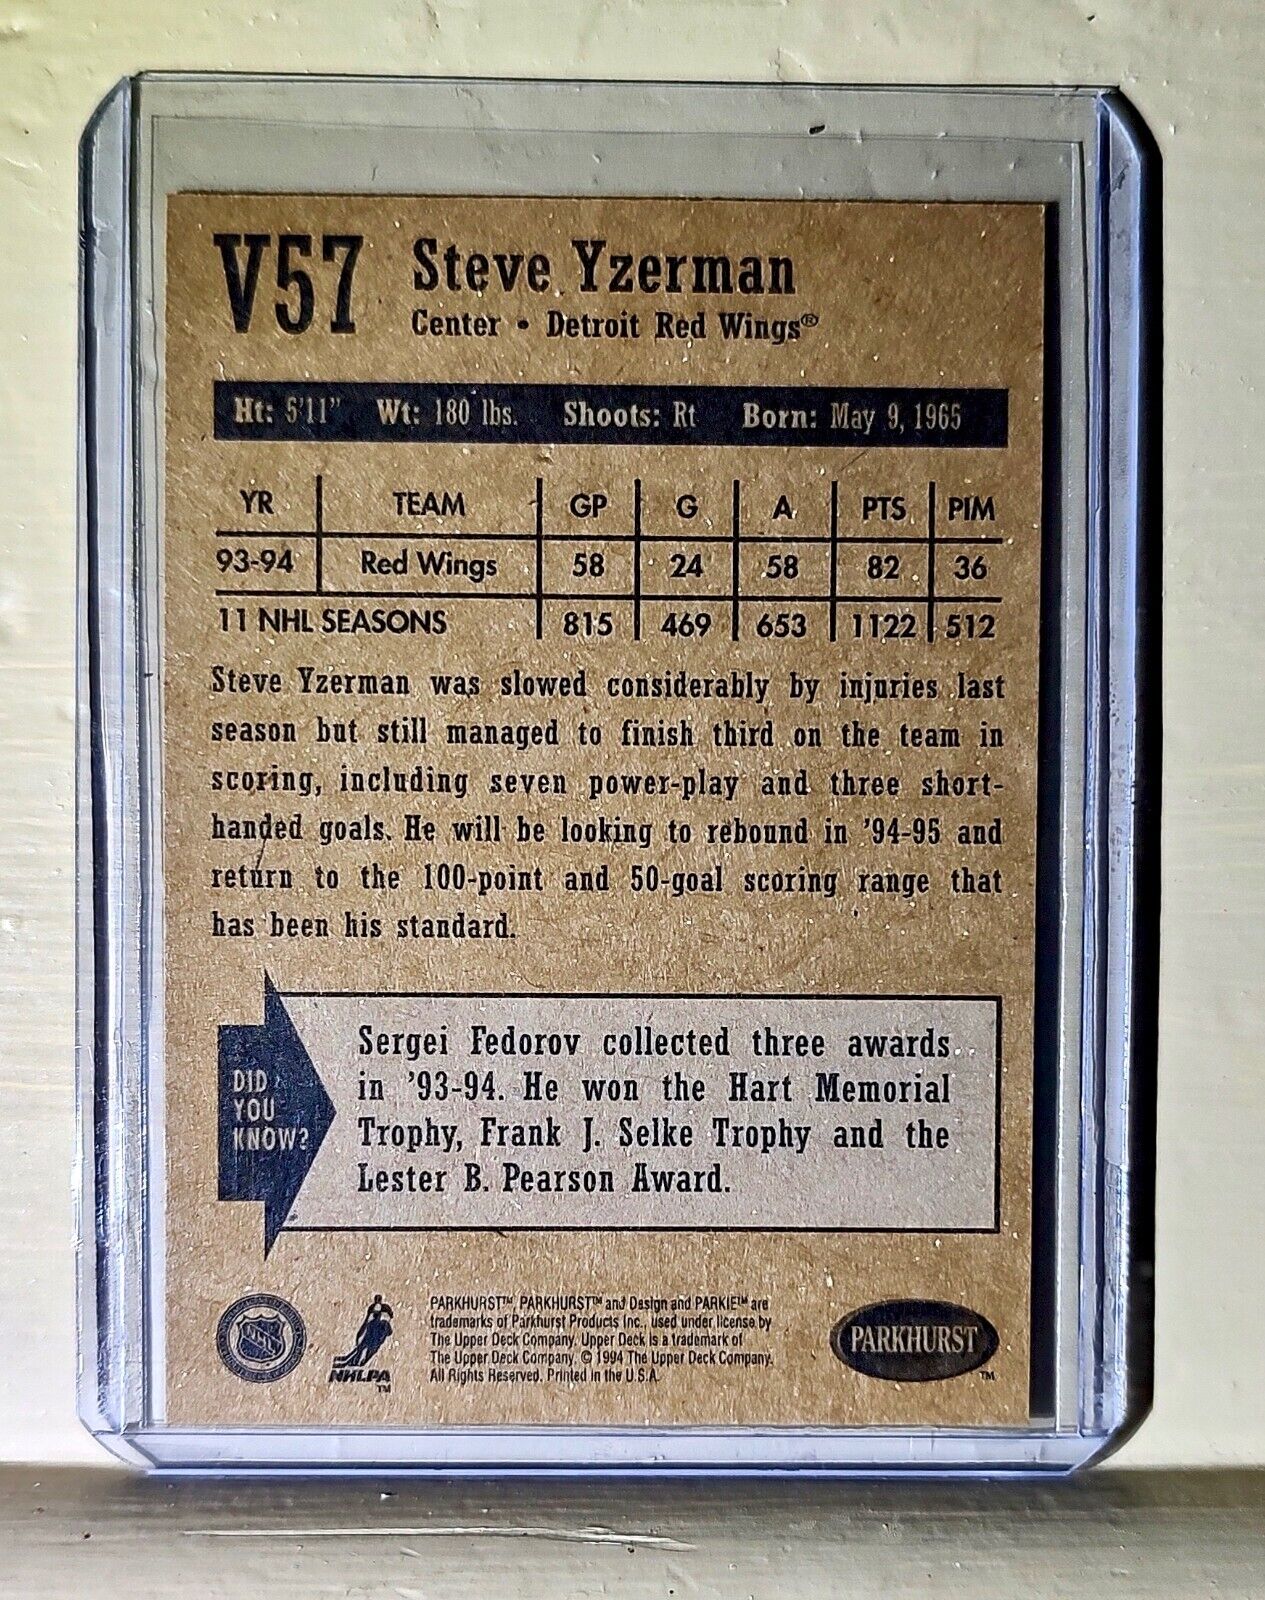 V57
Steve Yzerman
Center • Detroit Red Wings®
Ht: 5'11" Wt: 180 lbs. Shoots: Rt Born: May 9, 1965
YR TEAM GP G A PTS PIM
93-94 Red Wings 58 24 58 82 36
11 NHL SEASONS 815 469 653 1122 512
Steve Yzerman was slowed considerably by injuries last
season but still managed to finish third on the team in
scoring, including seven power-play and three short-
handed goals. He will be looking to rebound in '94-95 and
return to the 100-point and 50-goal scoring range that
has been his standard.
DID
YOU
KNOW?
Sergei Fedorov collected three awards
in '93-94. He won the Hart Memorial
Trophy, Frank J. Selke Trophy and the
Lester B. Pearson Award.
NHL
NHLPA
TM
PARKHURST™, PARKHURST™ and Design and PARKIE™ are
trademarks of Parkhurst Products Inc., used under license by
The Upper Deck Company. Upper Deck is a trademark of
The Upper Deck Company. © 1994 The Upper Deck Company.
All Rights Reserved. Printed in the U.S.A.
PARKHURST
TM